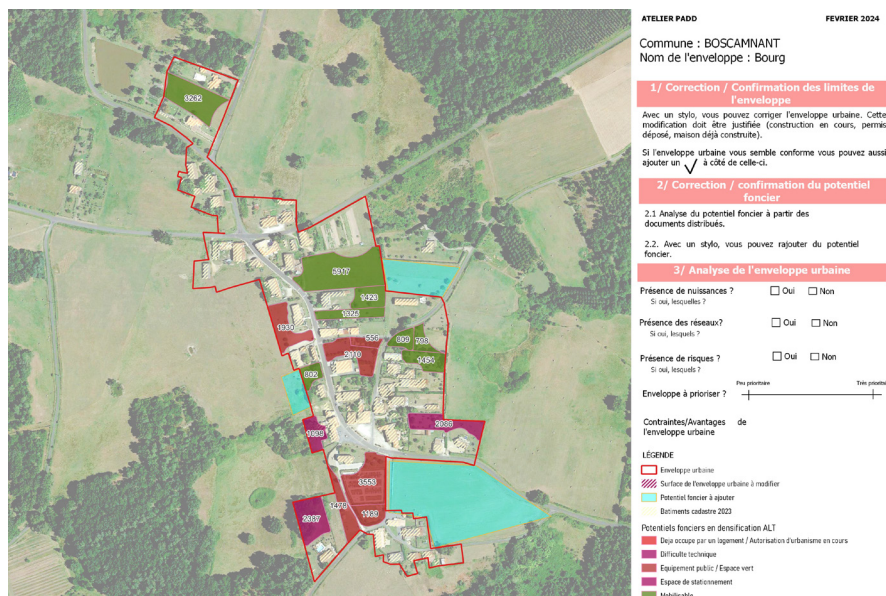 ATELIER PADD
FEVRIER 2024
Commune : BOSCAMNANT
Nom de l'enveloppe : Bourg
1/ Correction / Confirmation des limites de
l'enveloppe
Avec un stylo, vous pouvez corriger l'enveloppe urbaine. Cette
modification doit être justifiée (construction en cours, permis
déposé, maison déjà construite).
Si l'enveloppe urbaine vous semble conforme vous pouvez aussi
ajouter un à côté de celle-ci.
2/ Correction / confirmation du potentiel
foncier
2.1 Analyse du potentiel foncier à partir des
documents distribués.
2.2. Avec un stylo, vous pouvez rajouter du potentiel
foncier.
3/ Analyse de l'enveloppe urbaine
Présence de nuisances ?
Oui
Non
Si oui, lesquelles ?
Présence des réseaux?
Oui
Non
Si oui, lesquels ?
Présence de risques ?
Oui
Non
Si oui, lesquels ?
Peu prioritaire
Très priorita
Enveloppe à prioriser ?
Contraintes/Avantages de
l'enveloppe urbaine
LÉGENDE
Enveloppe urbaine
Surface de l'enveloppe urbaine à modifier
Potentiel foncier à ajouter
Batiments cadastre 2023
Potentiels fonciers en densification ALT
Deja occupe par un logement / Autorisation d'urbanisme en cours
Difficulte technique
Equipement public / Espace vert
Espace de stationnement
Mobilisable
3262
5917
1423
1325
1930
556
809
798
2110
1454
802
2006
1098
3553
1478
1189
2387